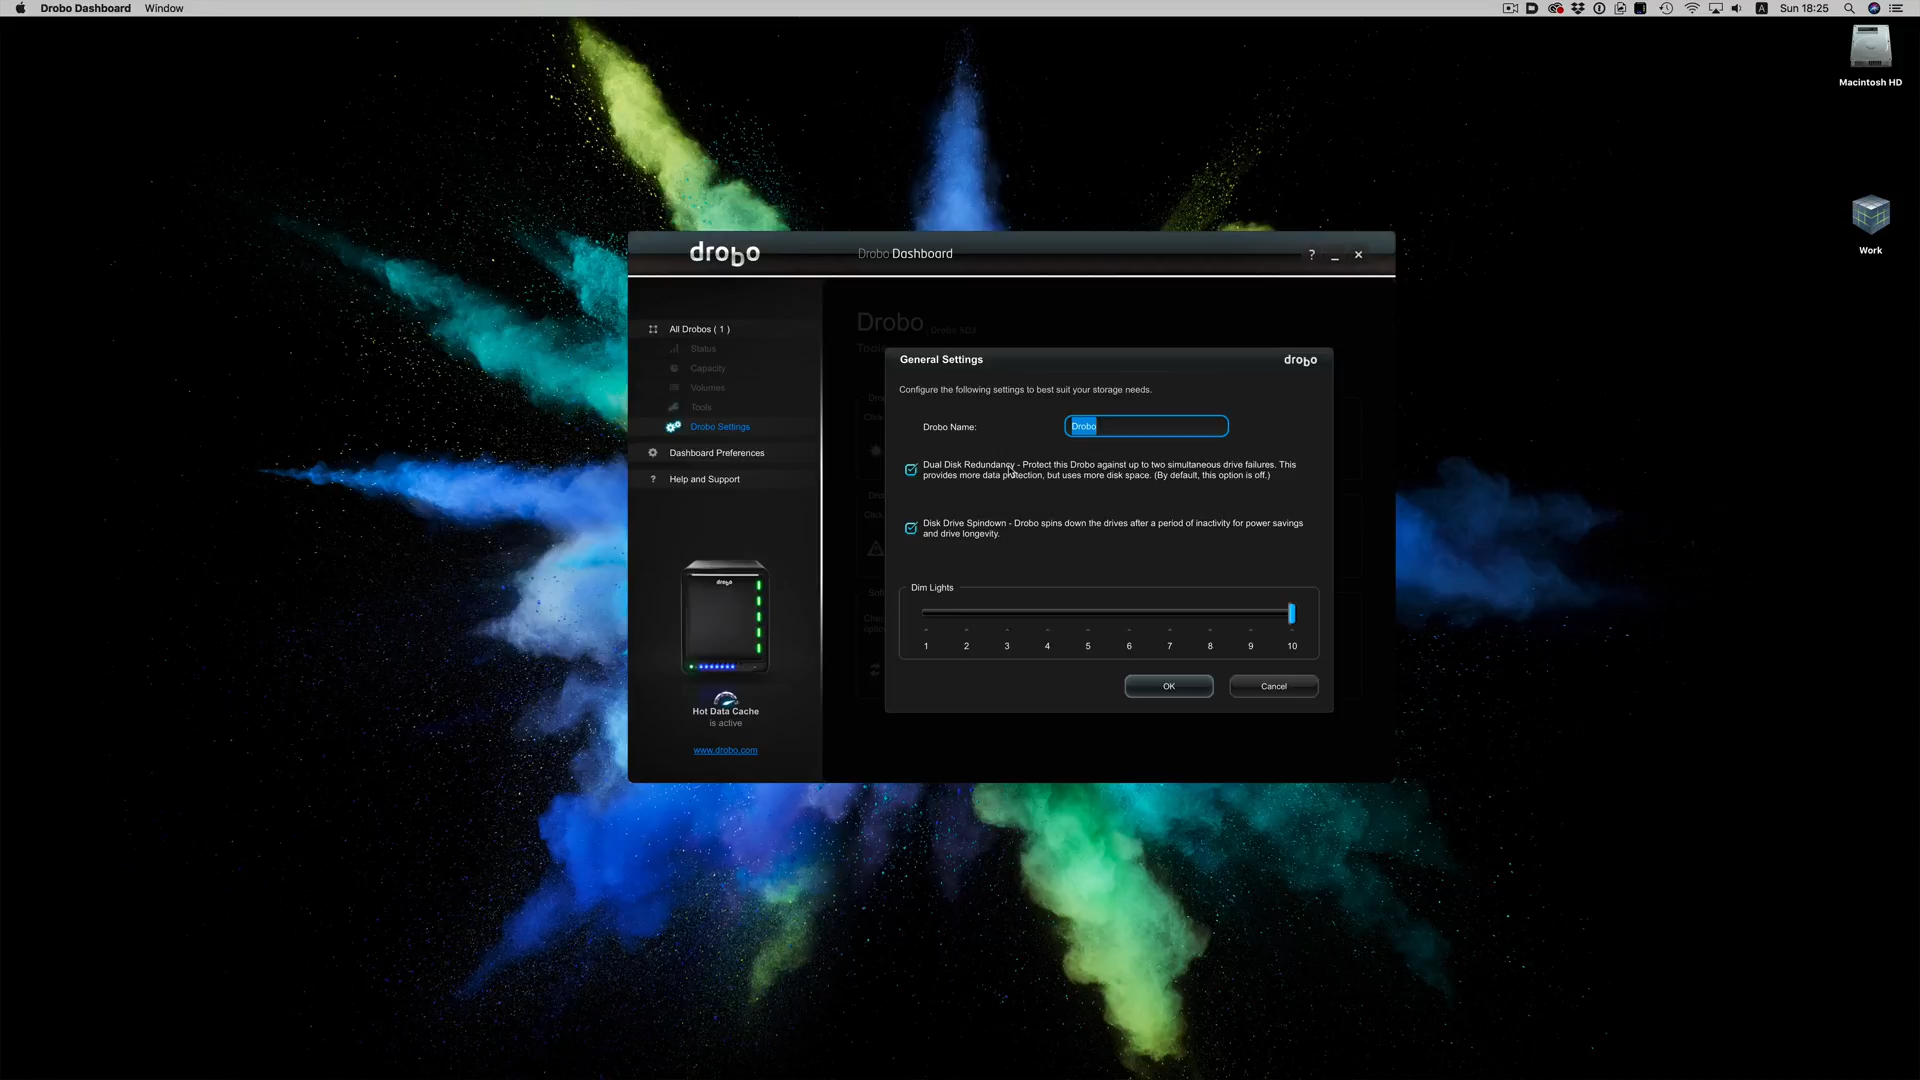 Drobo Dashboard Window
A Sun 18:25
Macintosh HD
Work
drobo
Drobo Dashboard
? _ ×
All Drobos ( 1 )
Status
Capacity
Volumes
Tools
Drobo Settings
Dashboard Preferences
? Help and Support
drobo
Hot Data Cache
is active
www.drobo.com
Drobo
General Settings
drobo
Configure the following settings to best suit your storage needs.
Drobo Name:
Drobo
Dual Disk Redundancy - Protect this Drobo against up to two simultaneous drive failures. This
provides more data protection, but uses more disk space. (By default, this option is off.)
Disk Drive Spindown - Drobo spins down the drives after a period of inactivity for power savings
and drive longevity.
Dim Lights
1 2 3 4 5 6 7 8 9 10
OK
Cancel